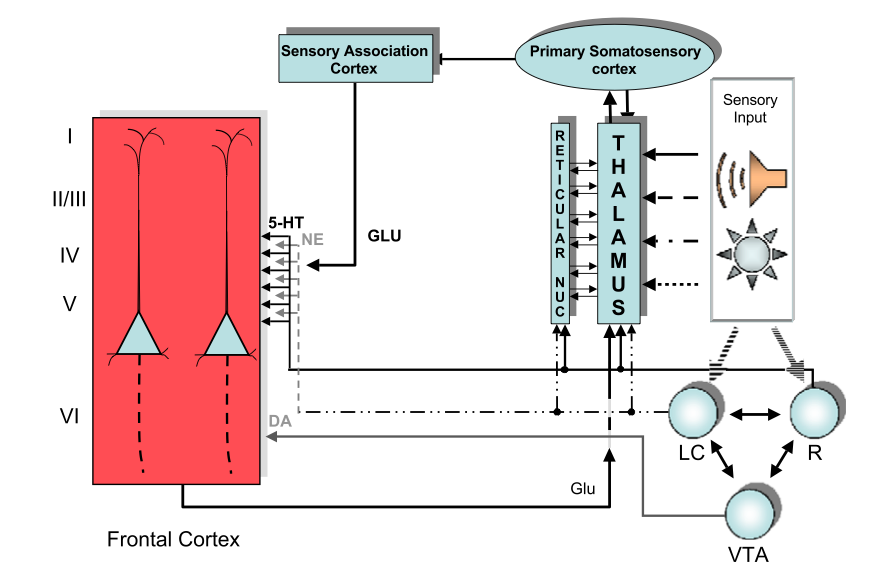 Sensory Association
Cortex
Primary Somatosensory
cortex
Sensory
Input
I
II/III
IV
V
VI
5-HT
NE
GLU
RETICULAR NUC
THALAMUS
DA
LC
R
Glu
VTA
Frontal Cortex